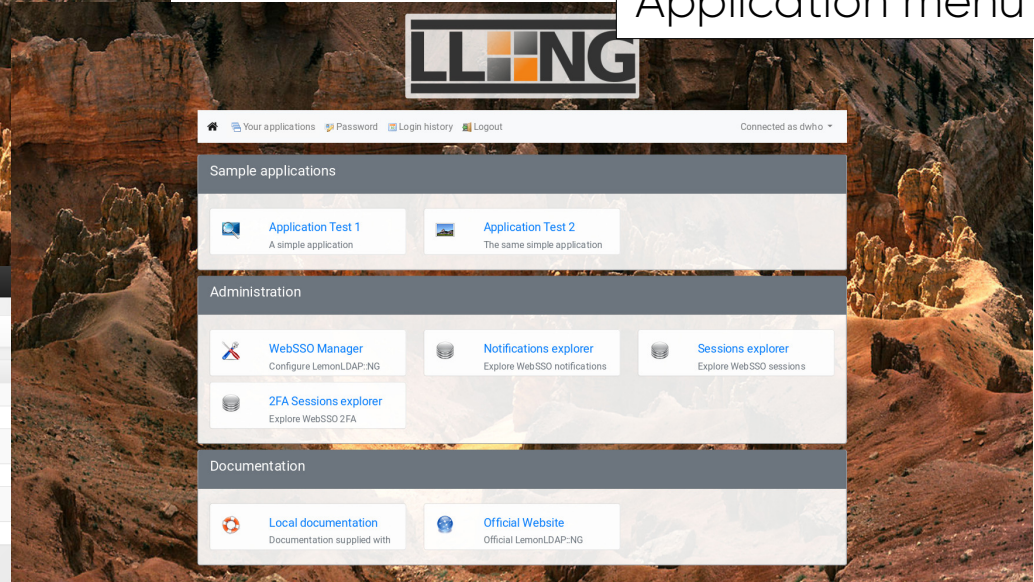 Application menu
LL::NG
Your applications Password Login history Logout Connected as dwho
Sample applications
Application Test 1
A simple application
Application Test 2
The same simple application
Administration
WebSSO Manager
Configure LemonLDAP::NG
Notifications explorer
Explore WebSSO notifications
Sessions explorer
Explore WebSSO sessions
2FA Sessions explorer
Explore WebSSO 2FA
Documentation
Local documentation
Documentation supplied with
Official Website
Official LemonLDAP::NG